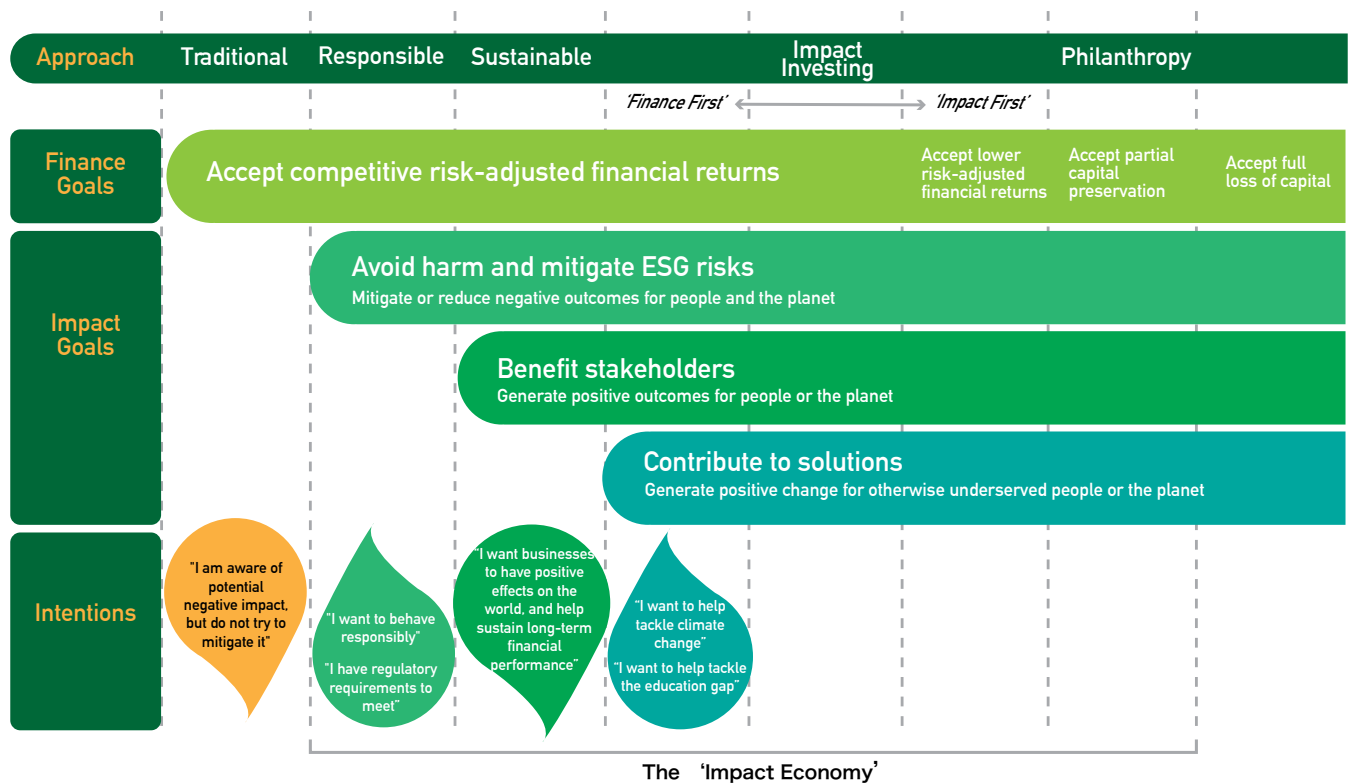 Approach
Traditional
Responsible
Sustainable
Impact
Investing
Philanthropy
'Finance First'
'Impact First'
Finance
Goals
Accept competitive risk-adjusted financial returns
Accept lower
risk-adjusted
financial returns
Accept partial
capital
preservation
Accept full
loss of capital
Impact
Goals
Avoid harm and mitigate ESG risks
Mitigate or reduce negative outcomes for people and the planet
Benefit stakeholders
Generate positive outcomes for people or the planet
Contribute to solutions
Generate positive change for otherwise underserved people or the planet
Intentions
"I am aware of
potential
negative impact,
but do not try to
mitigate it"
"I want to behave
responsibly"
"I have regulatory
requirements to
meet"
"I want businesses
to have positive
effects on the
world, and help
sustain long-term
financial
performance"
"I want to help
tackle climate
change"
"I want to help tackle
the education gap"
The ‘Impact Economy’